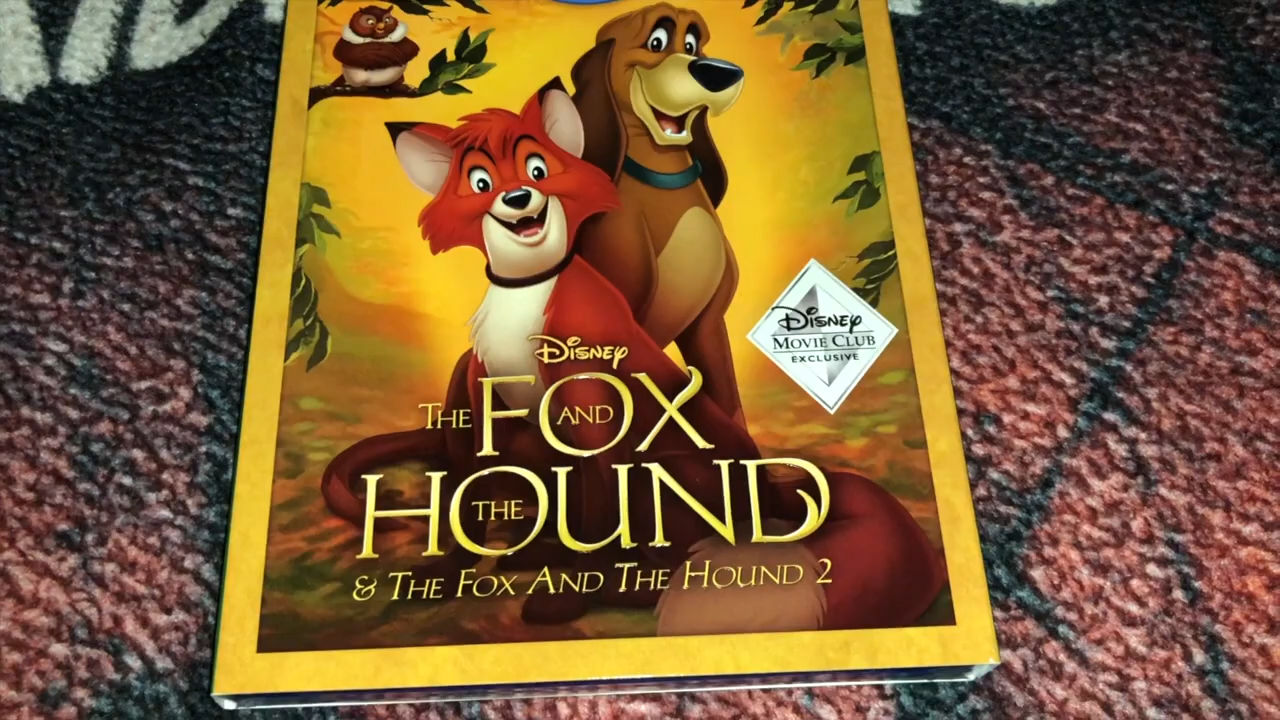 Disney
MOVIE CLUB
EXCLUSIVE
Disney
THE FOX AND
THE HOUND
& THE FOX AND THE HOUND 2